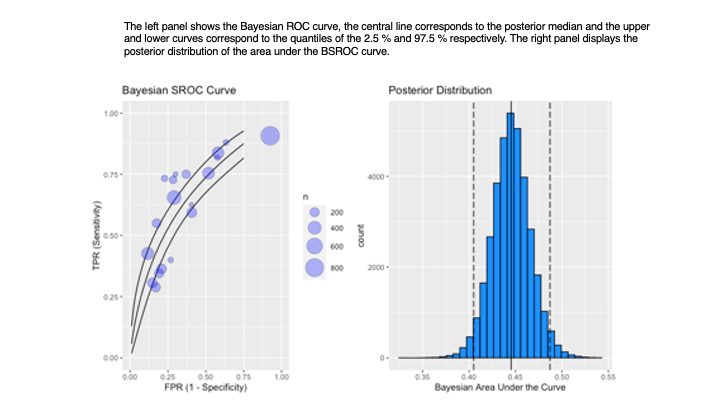 The left panel shows the Bayesian ROC curve, the central line corresponds to the posterior median and the upper
and lower curves correspond to the quantiles of the 2.5 % and 97.5 % respectively. The right panel displays the
posterior distribution of the area under the BSROC curve.
Bayesian SROC Curve
1.00
0.75
0.50
0.25
0.00
TPR (Sensitivity)
0.00 0.25 0.50 0.75 1.00
FPR (1 - Specificity)
n
200
400
600
800
Posterior Distribution
count
4000
2000
0
0.35 0.40 0.45 0.50 0.55
Bayesian Area Under the Curve